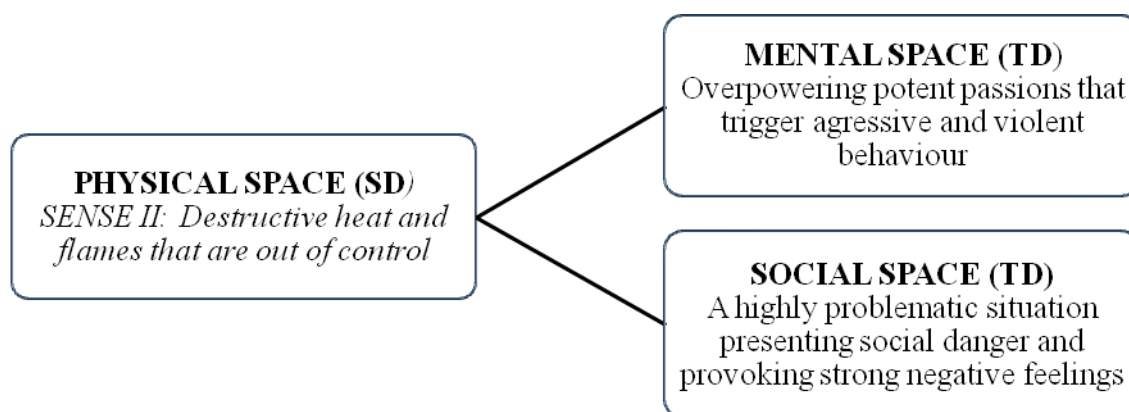 PHYSICAL SPACE (SD)
SENSE II: Destructive heat and
flames that are out of control
MENTAL SPACE (TD)
Overpowering potent passions that
trigger agressive and violent
behaviour
SOCIAL SPACE (TD)
A highly problematic situation
presenting social danger and
provoking strong negative feelings